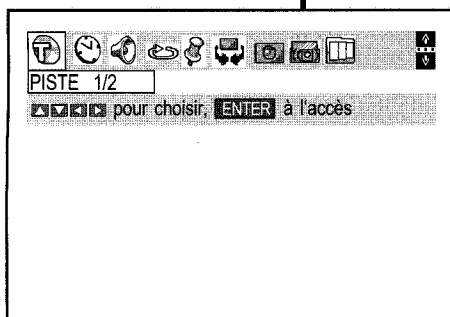 PISTE 1/2
pour choisir, ENTER à l'accès